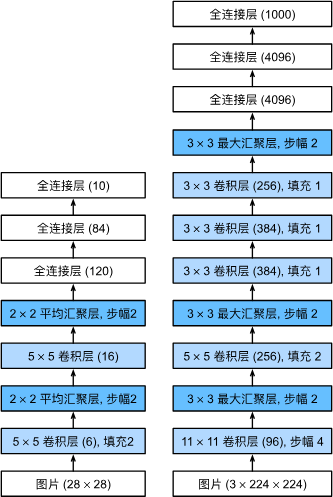 全连接层 (10)
全连接层 (84)
全连接层 (120)
2 × 2 平均汇聚层, 步幅2
5 × 5 卷积层 (16)
2 × 2 平均汇聚层, 步幅2
5 × 5 卷积层 (6), 填充2
图片 (28 × 28)
全连接层 (1000)
全连接层 (4096)
全连接层 (4096)
3 × 3 最大汇聚层, 步幅 2
3 × 3 卷积层 (256), 填充 1
3 × 3 卷积层 (384), 填充 1
3 × 3 卷积层 (384), 填充 1
3 × 3 最大汇聚层, 步幅 2
5 × 5 卷积层 (256), 填充 2
3 × 3 最大汇聚层, 步幅 2
11 × 11 卷积层 (96), 步幅 4
图片 (3 × 224 × 224)